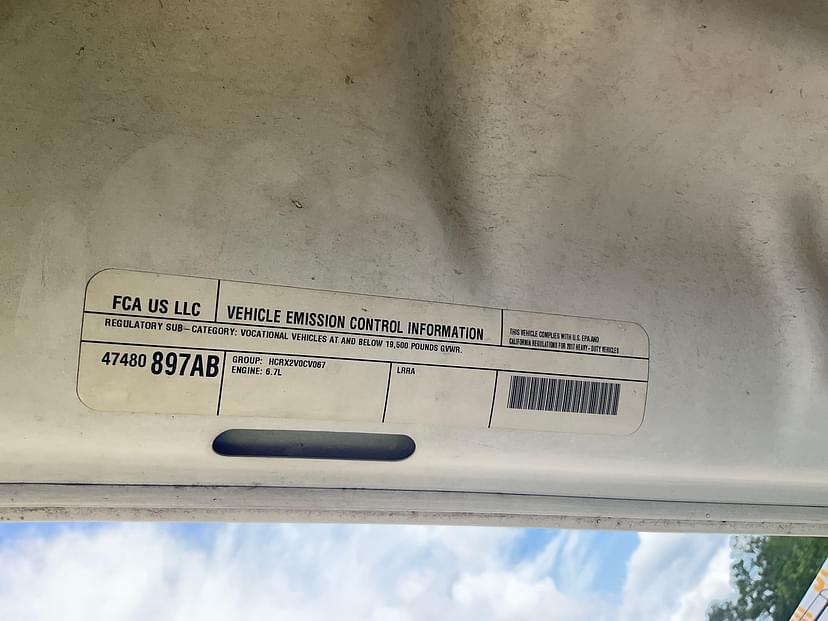 FCA US LLC
VEHICLE EMISSION CONTROL INFORMATION
THIS VEHICLE COMPLIES WITH U.S. EPA AND
CALIFORNIA REGULATIONS FOR 2017 HEAVY - DUTY VEHICLES
REGULATORY SUB-CATEGORY: VOCATIONAL VEHICLES AT AND BELOW 19,500 POUNDS GVWR.
47480 897AB
GROUP: HCRX2VOCV067
ENGINE: 6.7L
LRRA